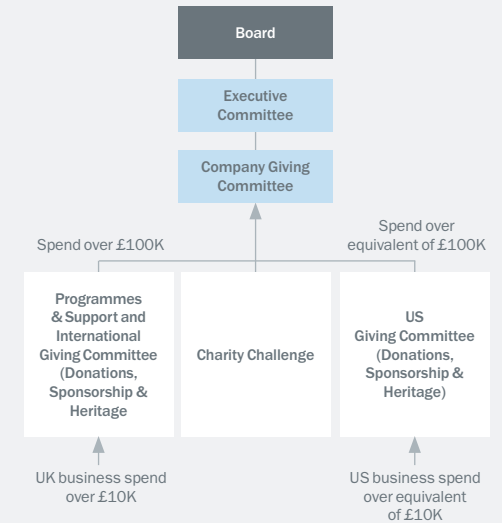 Board
Executive
Committee
Company Giving
Committee
Spend over £100K
Spend over
equivalent of £100K
Programmes
& Support and
International
Giving Committee
(Donations,
Sponsorship &
Heritage
Charity Challenge
US
Giving Committee
(Donations,
Sponsorship &
Heritage)
UK business spend
over £10K
US business spend
over equivalent
of £10K